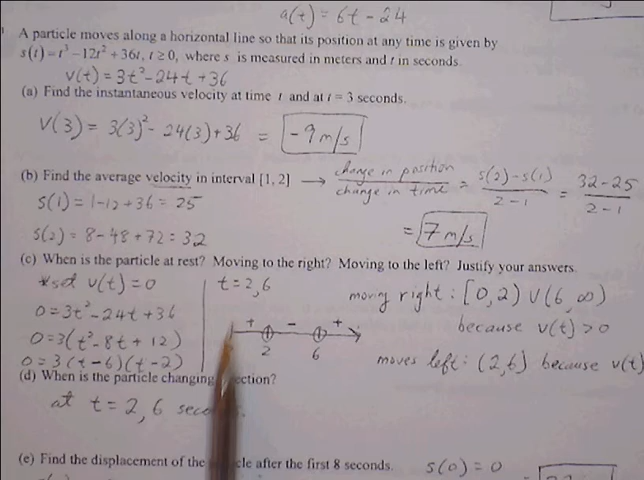 a(t) = 6t - 24
A particle moves along a horizontal line so that its position at any time is given by
s(t) = t³ - 12t² + 36t, t ≥ 0, where s is measured in meters and t in seconds.
v(t) = 3t² - 24t + 36
(a) Find the instantaneous velocity at time t and at t = 3 seconds.
v(3) = 3(3)² - 24(3) + 36 = -9 m/s
(b) Find the average velocity in interval [1, 2] → change in position / change in time = s(2) - s(1) / 2 - 1 = 32 - 25 / 2 - 1
s(1) = 1 - 12 + 36 = 25
= 7 m/s
s(2) = 8 - 48 + 72 = 32
(c) When is the particle at rest? Moving to the right? Moving to the left? Justify your answers.
*set v(t) = 0
0 = 3t² - 24t + 36
0 = 3(t² - 8t + 12)
0 = 3(t - 6)(t - 2)
t = 2, 6
+ - +
2 6
moving right: [0, 2) ∪ (6, ∞)
because v(t) > 0
moves left: (2, 6) because v(t)
(d) When is the particle changing
at t = 2, 6
(e) Find the displacement of the after the first 8 seconds. s(0) = 0